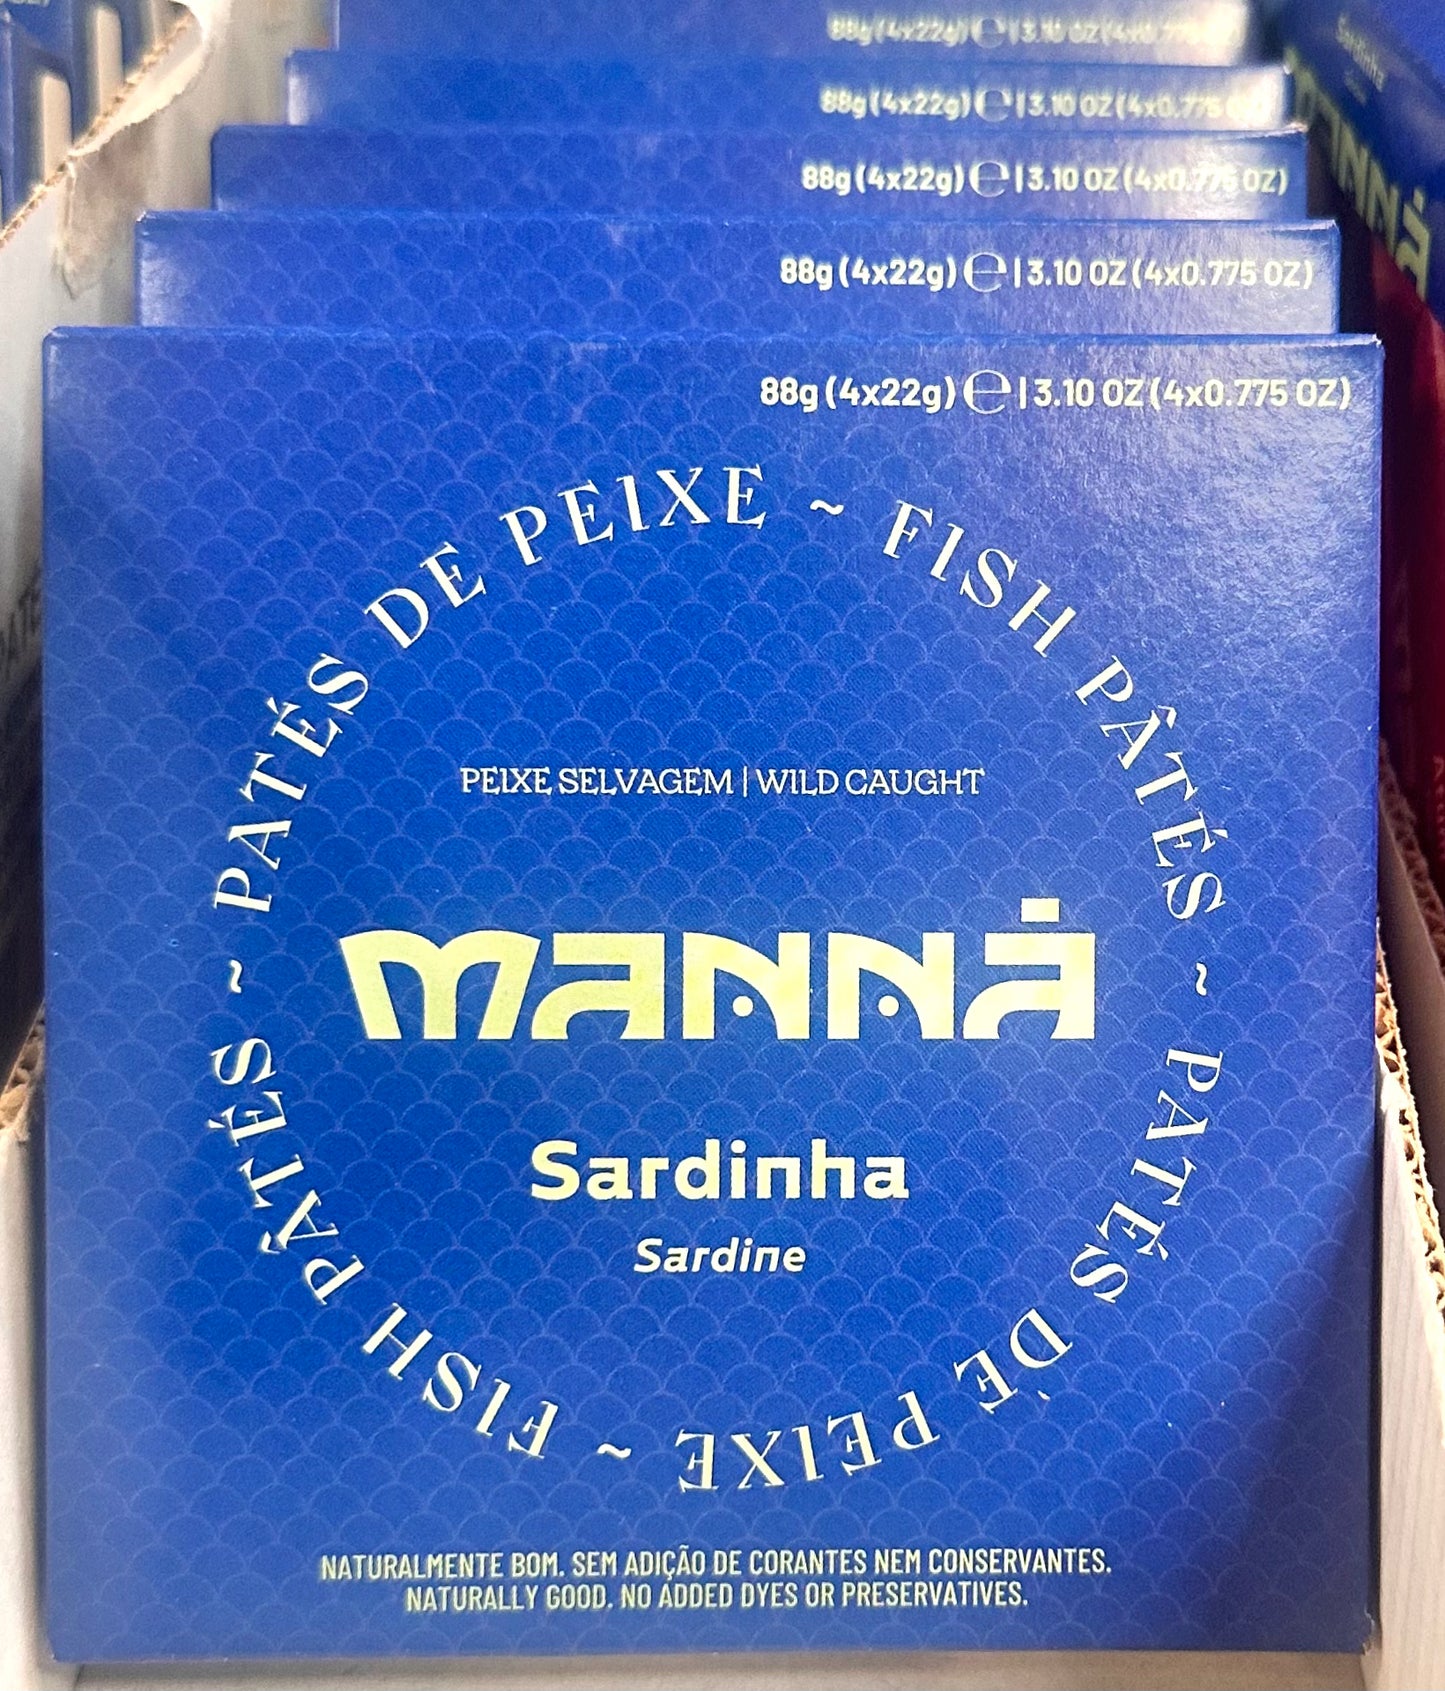 88g (4x22g) ℮ | 3.10 OZ (4x0.775
88g (4x22g) ℮ | 3.10 OZ (4x0.775 OZ)
88g (4x22g) ℮ | 3.10 OZ (4x0.775 OZ)
88g (4x22g) ℮ | 3.10 OZ (4x0.775 OZ)
PATÉS DE PEIXE ~ FISH PÂTÉS ~ PATÉS DE PEIXE ~ FISH PÂTÉS ~
PEIXE SELVAGEM | WILD CAUGHT
MANNÁ
Sardinha
Sardine
NATURALMENTE BOM. SEM ADIÇÃO DE CORANTES NEM CONSERVANTES.
NATURALLY GOOD. NO ADDED DYES OR PRESERVATIVES.
Sardinha
MANNÁ